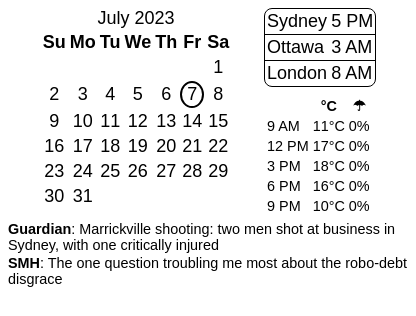 July 2023
Su Mo Tu We Th Fr Sa
1
2 3 4 5 6 7 8
9 10 11 12 13 14 15
16 17 18 19 20 21 22
23 24 25 26 27 28 29
30 31
Sydney 5 PM
Ottawa 3 AM
London 8 AM
°C ☂
9 AM 11°C 0%
12 PM 17°C 0%
3 PM 18°C 0%
6 PM 16°C 0%
9 PM 10°C 0%
Guardian: Marrickville shooting: two men shot at business in
Sydney, with one critically injured
SMH: The one question troubling me most about the robo-debt
disgrace